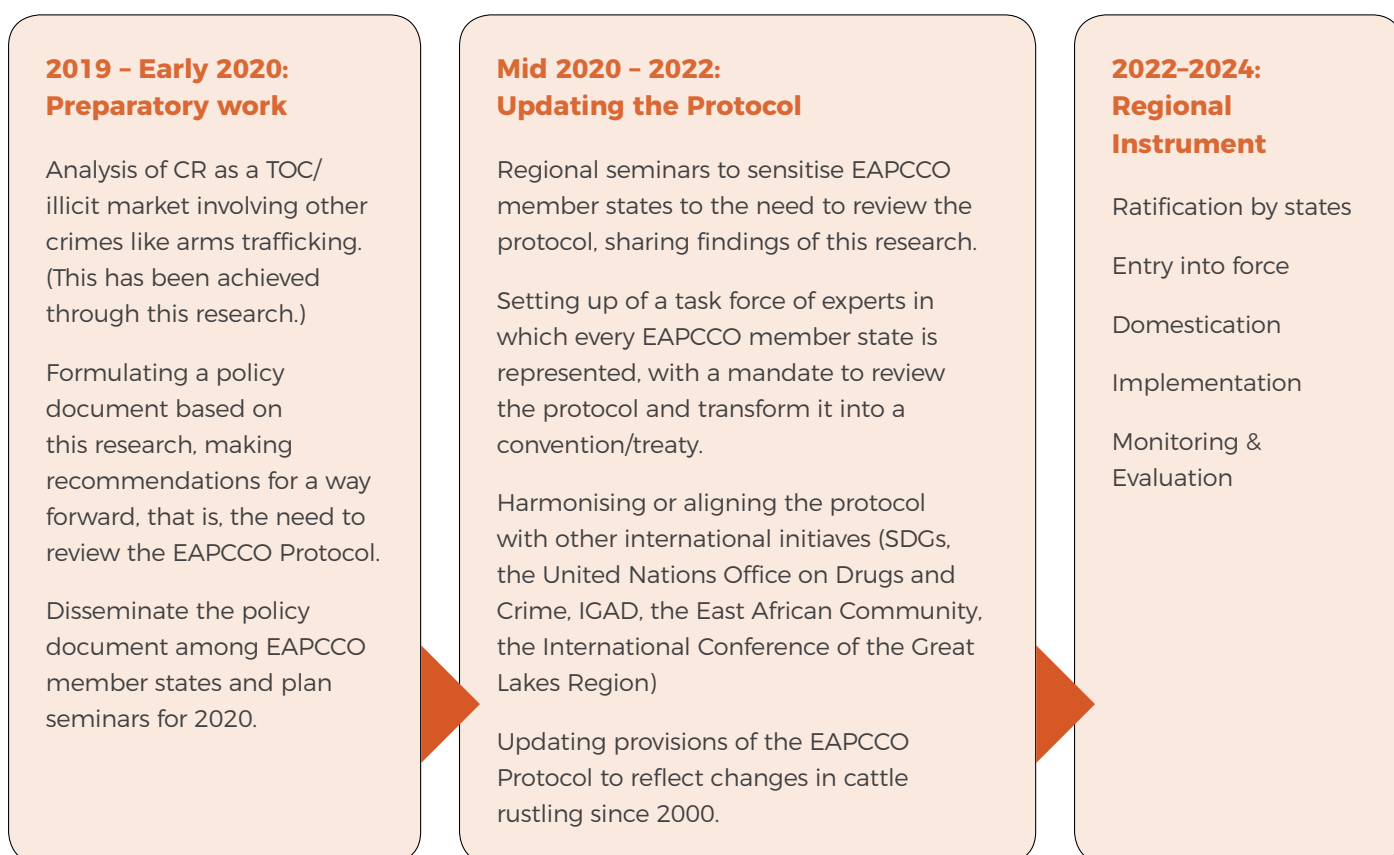 2019 – Early 2020:
Preparatory work
Analysis of CR as a TOC/
illicit market involving other
crimes like arms trafficking.
(This has been achieved
through this research.)
Formulating a policy
document based on
this research, making
recommendations for a way
forward, that is, the need to
review the EAPCCO Protocol.
Disseminate the policy
document among EAPCCO
member states and plan
seminars for 2020.
Mid 2020 – 2022:
Updating the Protocol
Regional seminars to sensitise EAPCCO
member states to the need to review the
protocol, sharing findings of this research.
Setting up of a task force of experts in
which every EAPCCO member state is
represented, with a mandate to review
the protocol and transform it into a
convention/treaty.
Harmonising or aligning the protocol
with other international initiaves (SDGs,
the United Nations Office on Drugs and
Crime, IGAD, the East African Community,
the International Conference of the Great
Lakes Region)
Updating provisions of the EAPCCO
Protocol to reflect changes in cattle
rustling since 2000.
2022–2024:
Regional
Instrument
Ratification by states
Entry into force
Domestication
Implementation
Monitoring &
Evaluation